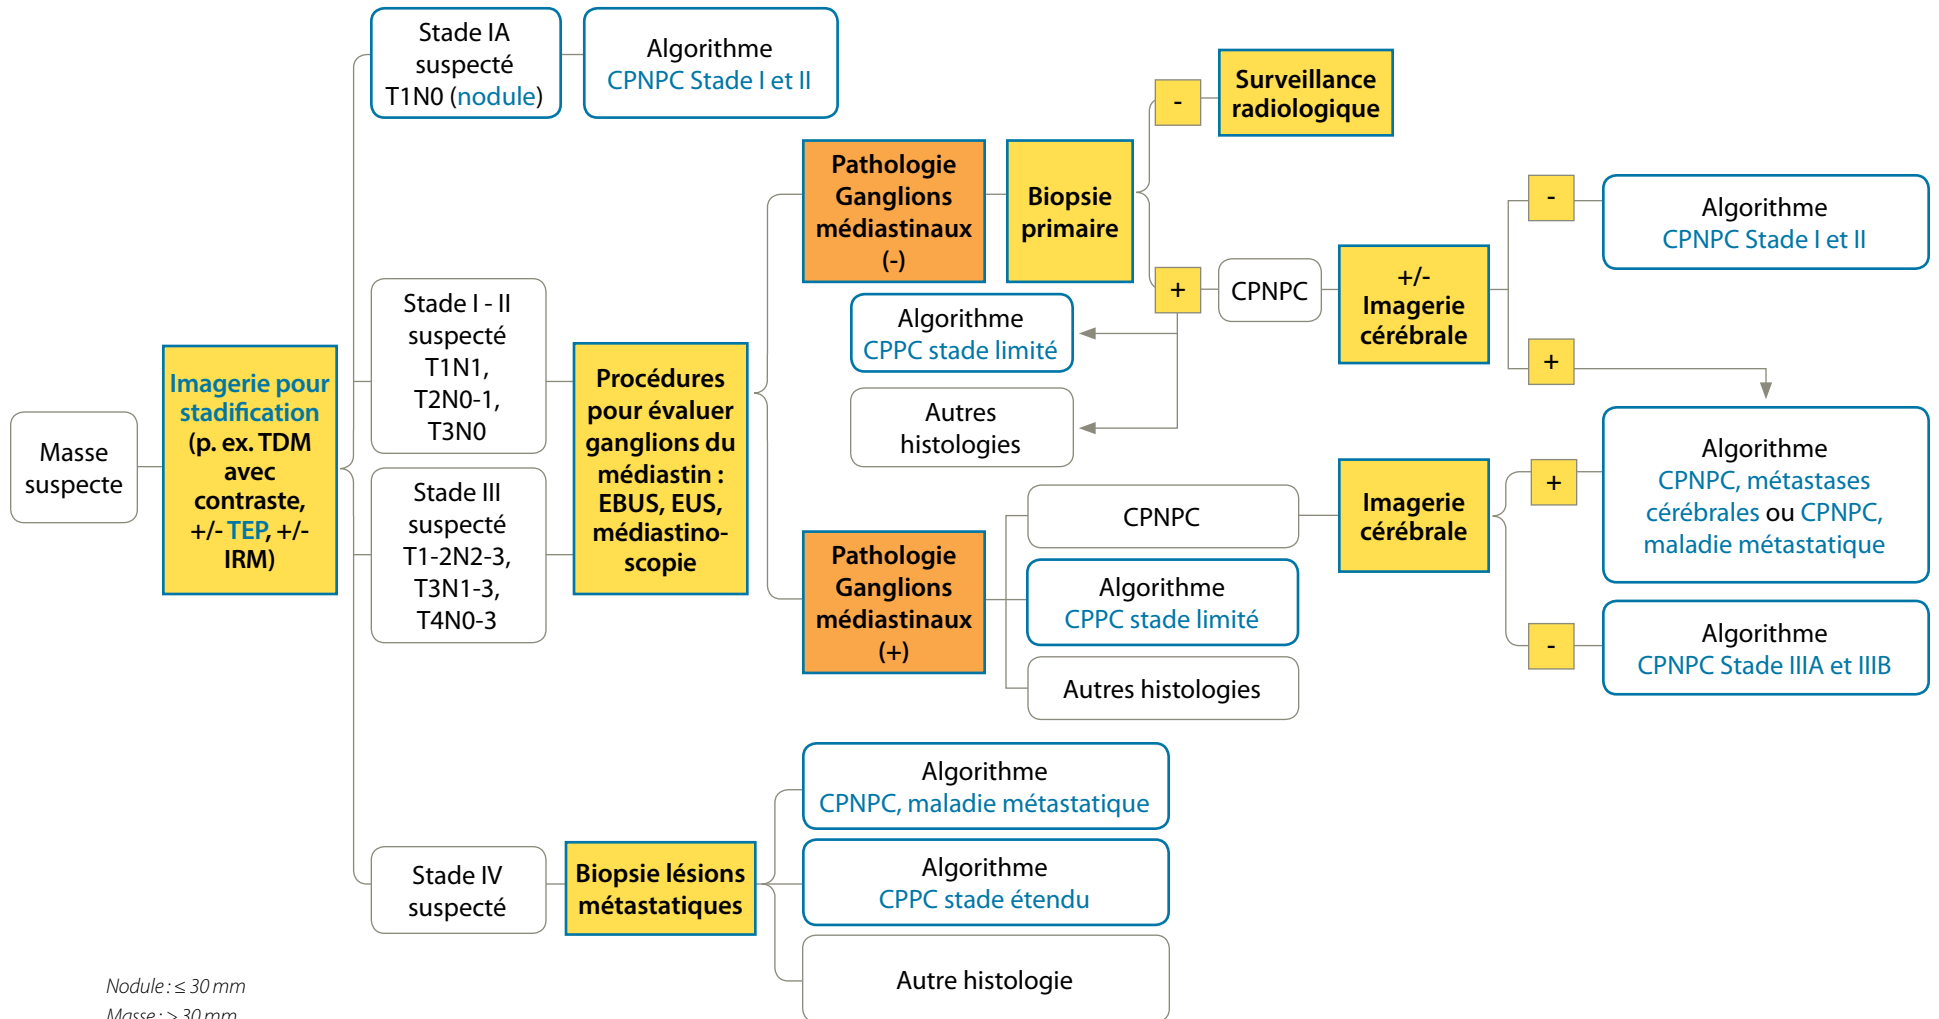 Masse
suspecte
Imagerie pour
stadification
(p. ex. TDM
avec
contraste,
+/- TEP, +/-
IRM)
Stade IA
suspecté
T1N0 (nodule)
Algorithme
CPNPC Stade I et II
Stade I - II
suspecté
T1N1,
T2N0-1,
T3N0
Stade III
suspecté
T1-2N2-3,
T3N1-3,
T4N0-3
Procédures
pour évaluer
ganglions du
médiastin :
EBUS, EUS,
médiastino-
scopie
Pathologie
Ganglions
médiastinaux
(-)
Biopsie
primaire
-
Surveillance
radiologique
+
CPNPC
Algorithme
CPPC stade limité
Autres
histologies
+/-
Imagerie
cérébrale
-
Algorithme
CPNPC Stade I et II
+
Pathologie
Ganglions
médiastinaux
(+)
CPNPC
Algorithme
CPPC stade limité
Autres histologies
Imagerie
cérébrale
+
Algorithme
CPNPC, métastases
cérébrales ou CPNPC,
maladie métastatique
-
Algorithme
CPNPC Stade IIIA et IIIB
Stade IV
suspecté
Biopsie lésions
métastatiques
Algorithme
CPNPC, maladie métastatique
Algorithme
CPPC stade étendu
Autre histologie
Nodule : ≤ 30 mm
Masse : > 30 mm